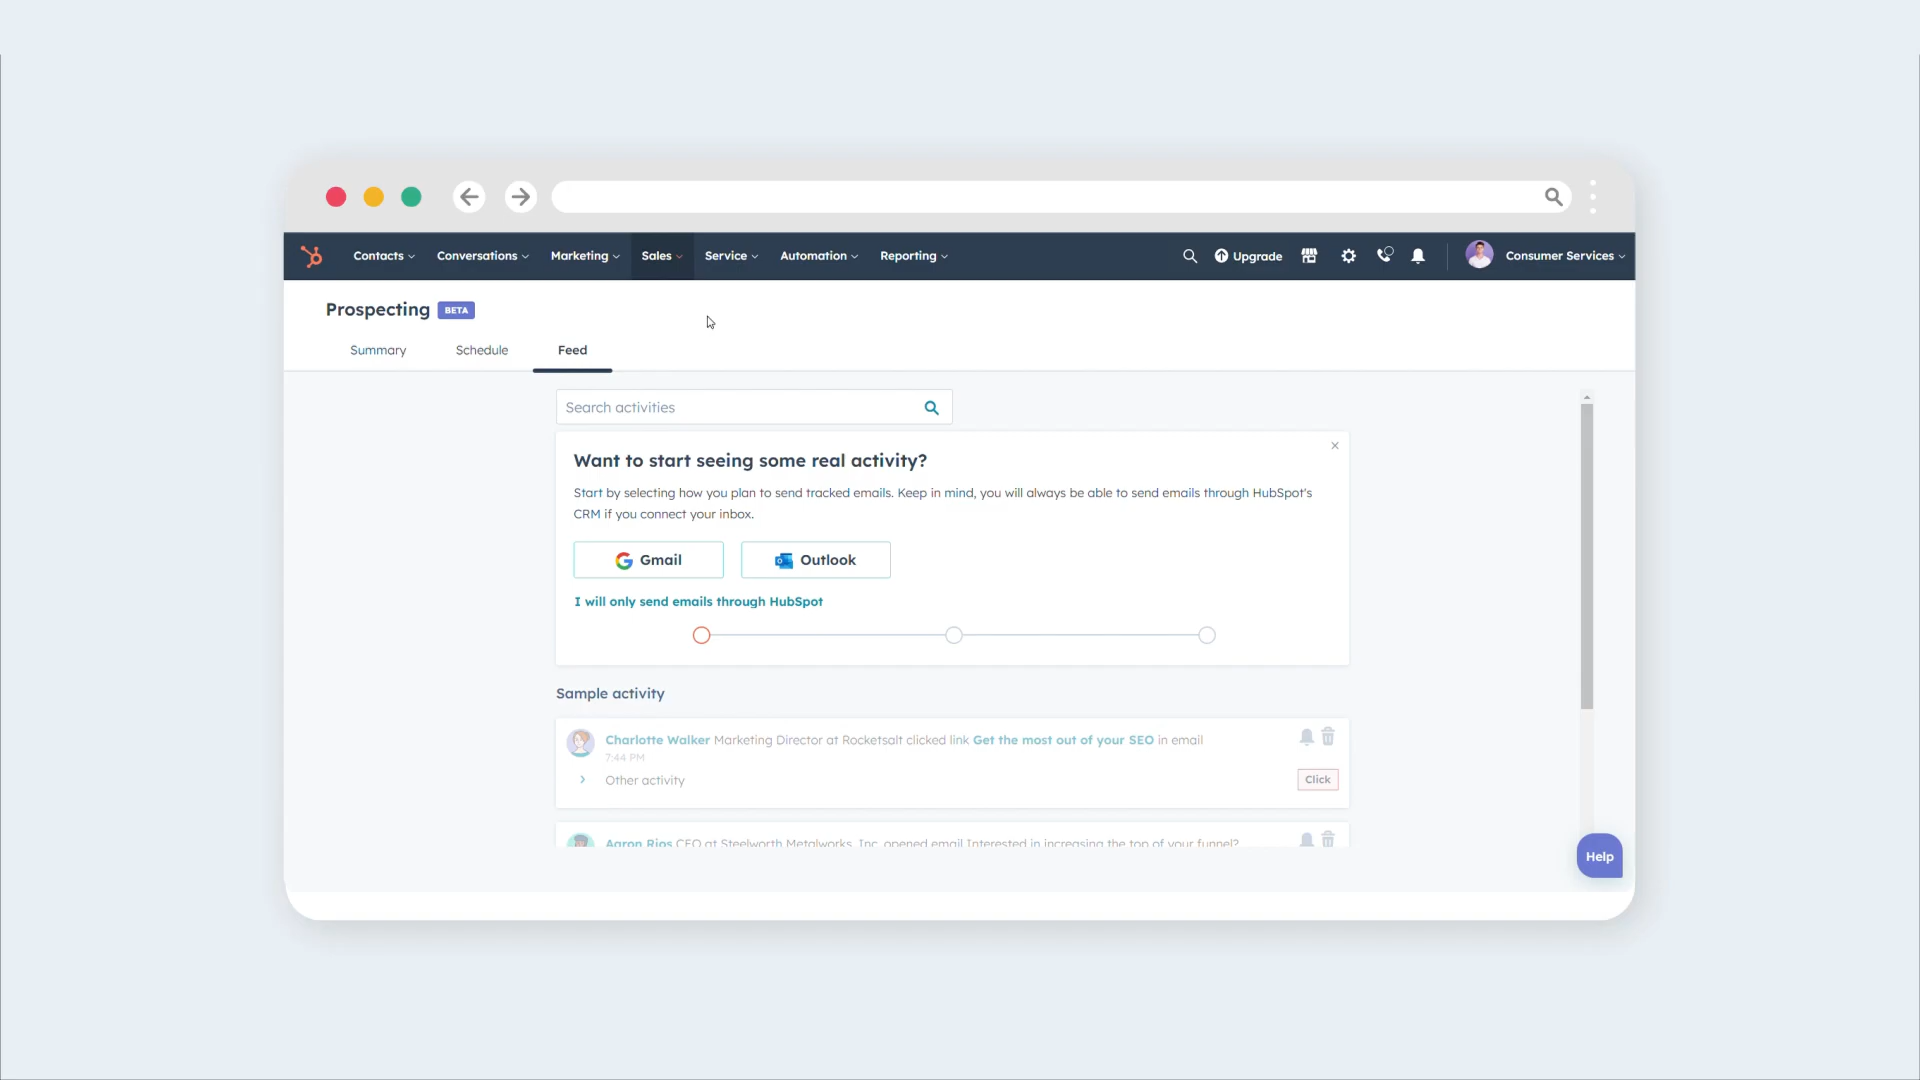 Contacts Conversations Marketing Sales Service Automation Reporting Upgrade Consumer Services
Prospecting BETA
Summary Schedule Feed
Search activities
Want to start seeing some real activity?
Start by selecting how you plan to send tracked emails. Keep in mind, you will always be able to send emails through HubSpot's
CRM if you connect your inbox.
Gmail Outlook
I will only send emails through HubSpot
Sample activity
Charlotte Walker Marketing Director at Rocketsalt clicked link Get the most out of your SEO in email
7:44 PM
Other activity Click
Aaron Rios CEO at Steelworth Metalworks, Inc. opened email Interested in increasing the top of your funnel?
Help